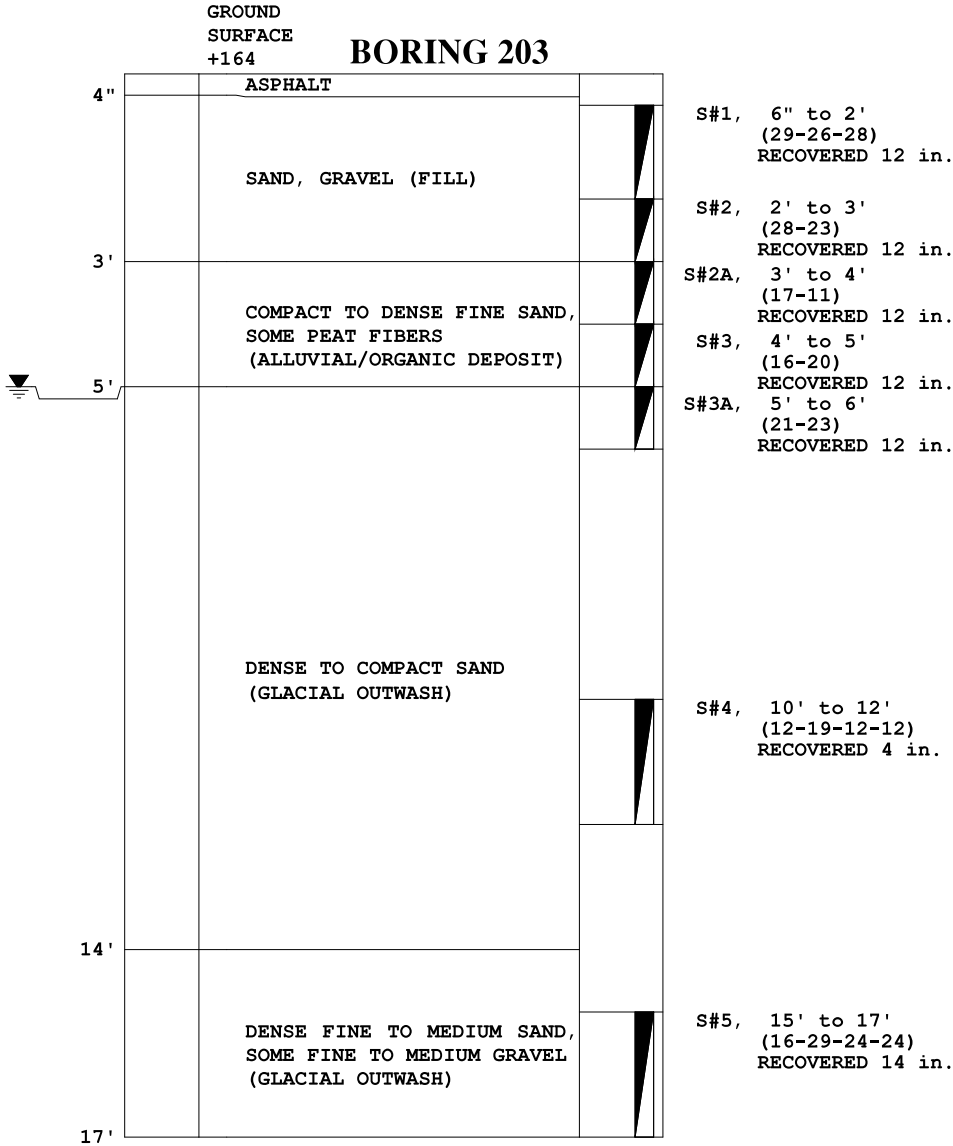 GROUND
SURFACE
+164
BORING 203
ASPHALT
4"
S#1, 6" to 2'
(29-26-28)
RECOVERED 12 in.
SAND, GRAVEL (FILL)
S#2, 2' to 3'
(28-23)
RECOVERED 12 in.
3'
S#2A, 3' to 4'
(17-11)
RECOVERED 12 in.
COMPACT TO DENSE FINE SAND,
SOME PEAT FIBERS
(ALLUVIAL/ORGANIC DEPOSIT)
S#3, 4' to 5'
(16-20)
RECOVERED 12 in.
5'
S#3A, 5' to 6'
(21-23)
RECOVERED 12 in.
DENSE TO COMPACT SAND
(GLACIAL OUTWASH)
S#4, 10' to 12'
(12-19-12-12)
RECOVERED 4 in.
14'
S#5, 15' to 17'
(16-29-24-24)
RECOVERED 14 in.
DENSE FINE TO MEDIUM SAND,
SOME FINE TO MEDIUM GRAVEL
(GLACIAL OUTWASH)
17'